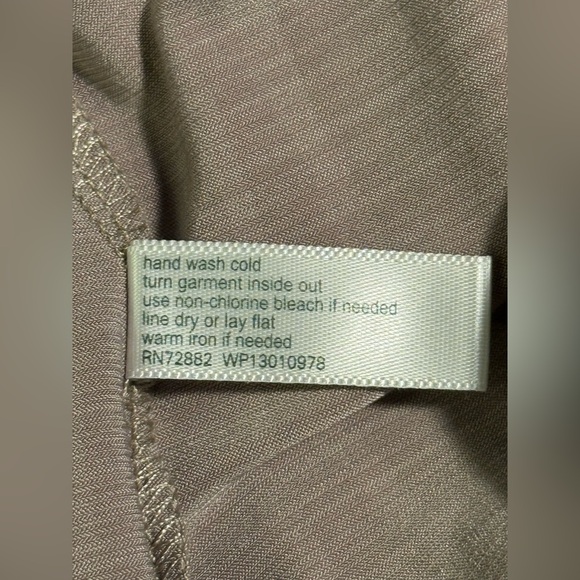 hand wash cold
turn garment inside out
use non-chlorine bleach if needed
line dry or lay flat
warm iron if needed
RN72882 WP13010978